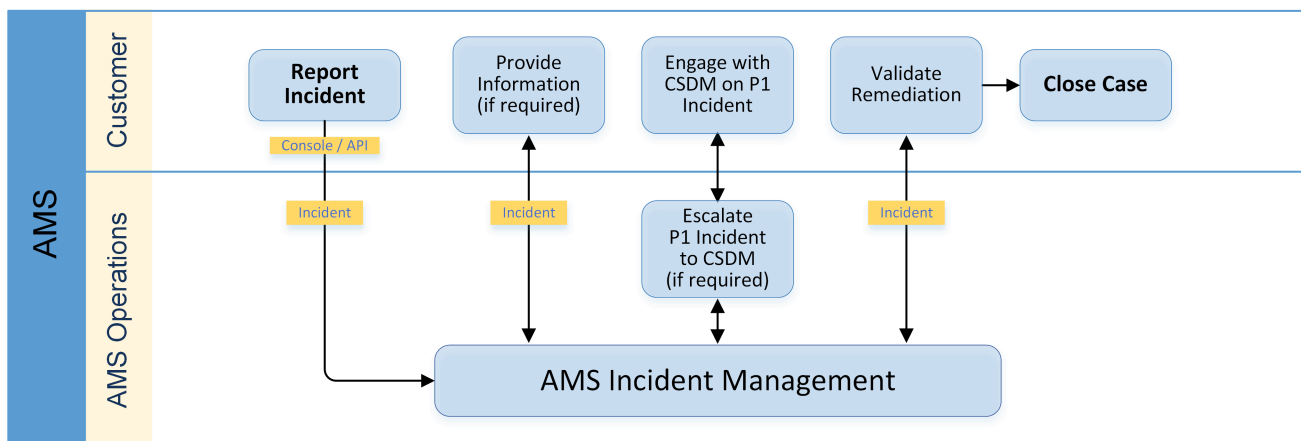 AMS
Customer
Report
Incident
Console / API
Provide
Information
(if required)
Engage with
CSDM on P1
Incident
Validate
Remediation
Close Case
AMS Operations
Incident
Incident
Escalate
P1 Incident
to CSDM
(if required)
Incident
AMS Incident Management